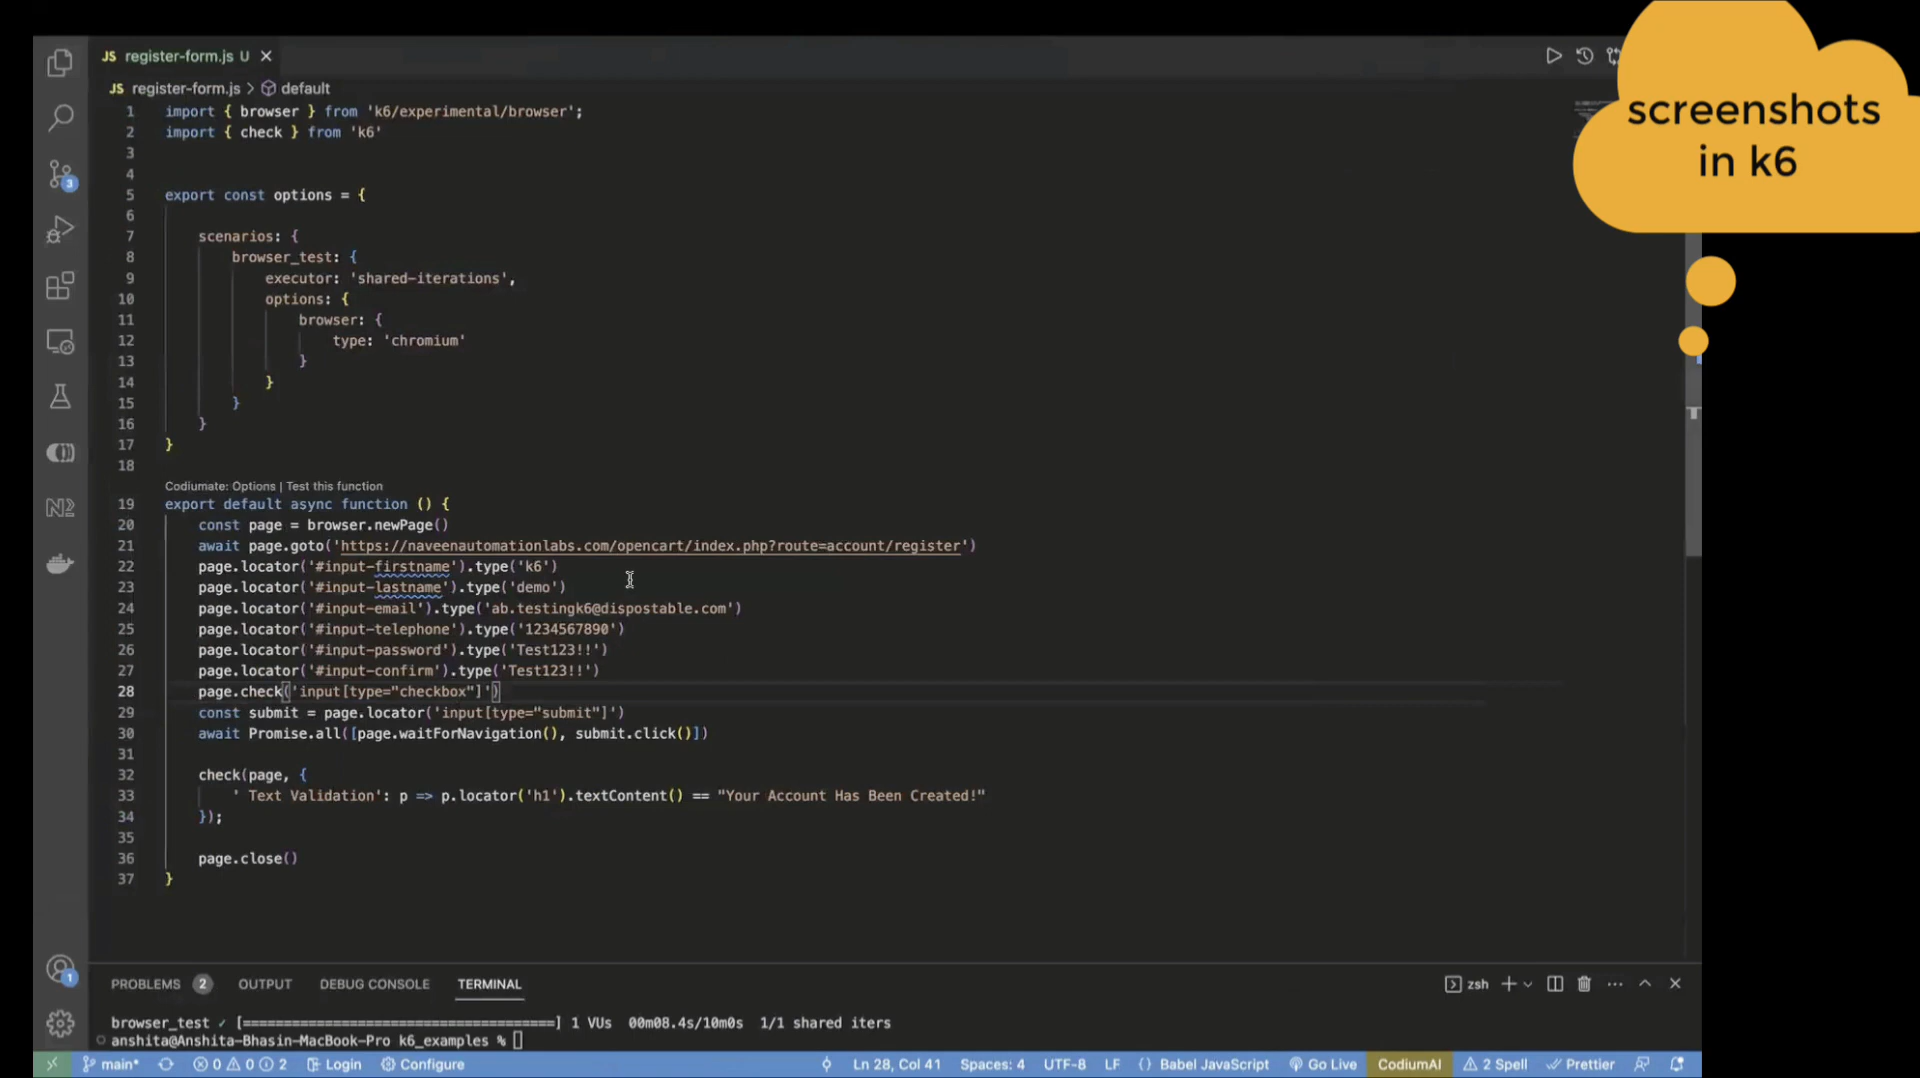 JS register-form.js U
JS register-form.js > default
screenshots
in k6
1 import { browser } from 'k6/experimental/browser';
2 import { check } from 'k6'
3
4
5 export const options = {
6
7 scenarios: {
8 browser_test: {
9 executor: 'shared-iterations',
10 options: {
11 browser: {
12 type: 'chromium'
13 }
14 }
15 }
16 }
17 }
18
Codiumate: Options | Test this function
19 export default async function () {
20 const page = browser.newPage()
21 await page.goto('https://naveenautomationlabs.com/opencart/index.php?route=account/register')
22 page.locator('#input-firstname').type('k6')
23 page.locator('#input-lastname').type('demo')
24 page.locator('#input-email').type('ab.testingk6@dispostable.com')
25 page.locator('#input-telephone').type('1234567890')
26 page.locator('#input-password').type('Test123!!')
27 page.locator('#input-confirm').type('Test123!!')
28 page.check('input[type="checkbox"]')
29 const submit = page.locator('input[type="submit"]')
30 await Promise.all([page.waitForNavigation(), submit.click()])
31
32 check(page, {
33 ' Text Validation': p => p.locator('h1').textContent() == "Your Account Has Been Created!"
34 });
35
36 page.close()
37 }
3
N2
1
PROBLEMS 2 OUTPUT DEBUG CONSOLE TERMINAL zsh
browser_test ✓ [======================================] 1 VUs 00m08.4s/10m0s 1/1 shared iters
anshita@Anshita-Bhasin-MacBook-Pro k6_examples %
main* 0 0 2 Login Configure Ln 28, Col 41 Spaces: 4 UTF-8 LF {} Babel JavaScript Go Live CodiumAI 2 Spell Prettier